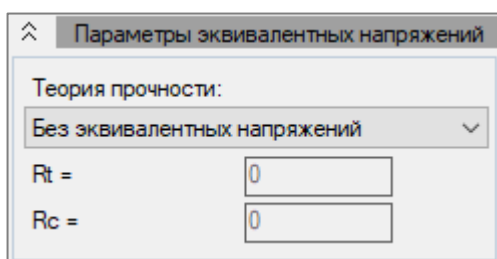 Параметры эквивалентных напряжений
Теория прочности:
Без эквивалентных напряжений
Rt = 0
Rc = 0